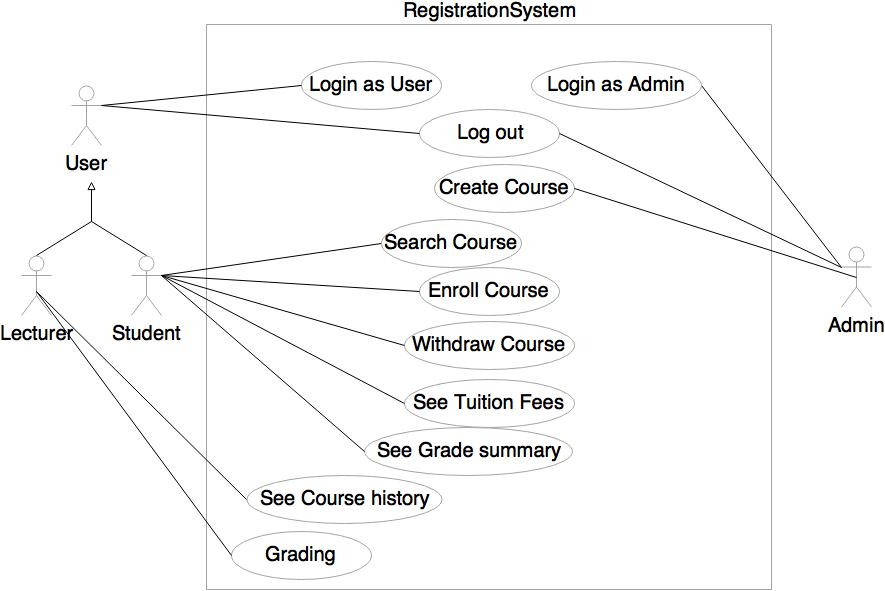 RegistrationSystem
Login as User
Login as Admin
Log out
User
Create Course
Search Course
Enroll Course
Lecturer
Student
Withdraw Course
Admin
See Tuition Fees
See Grade summary
See Course history
Grading